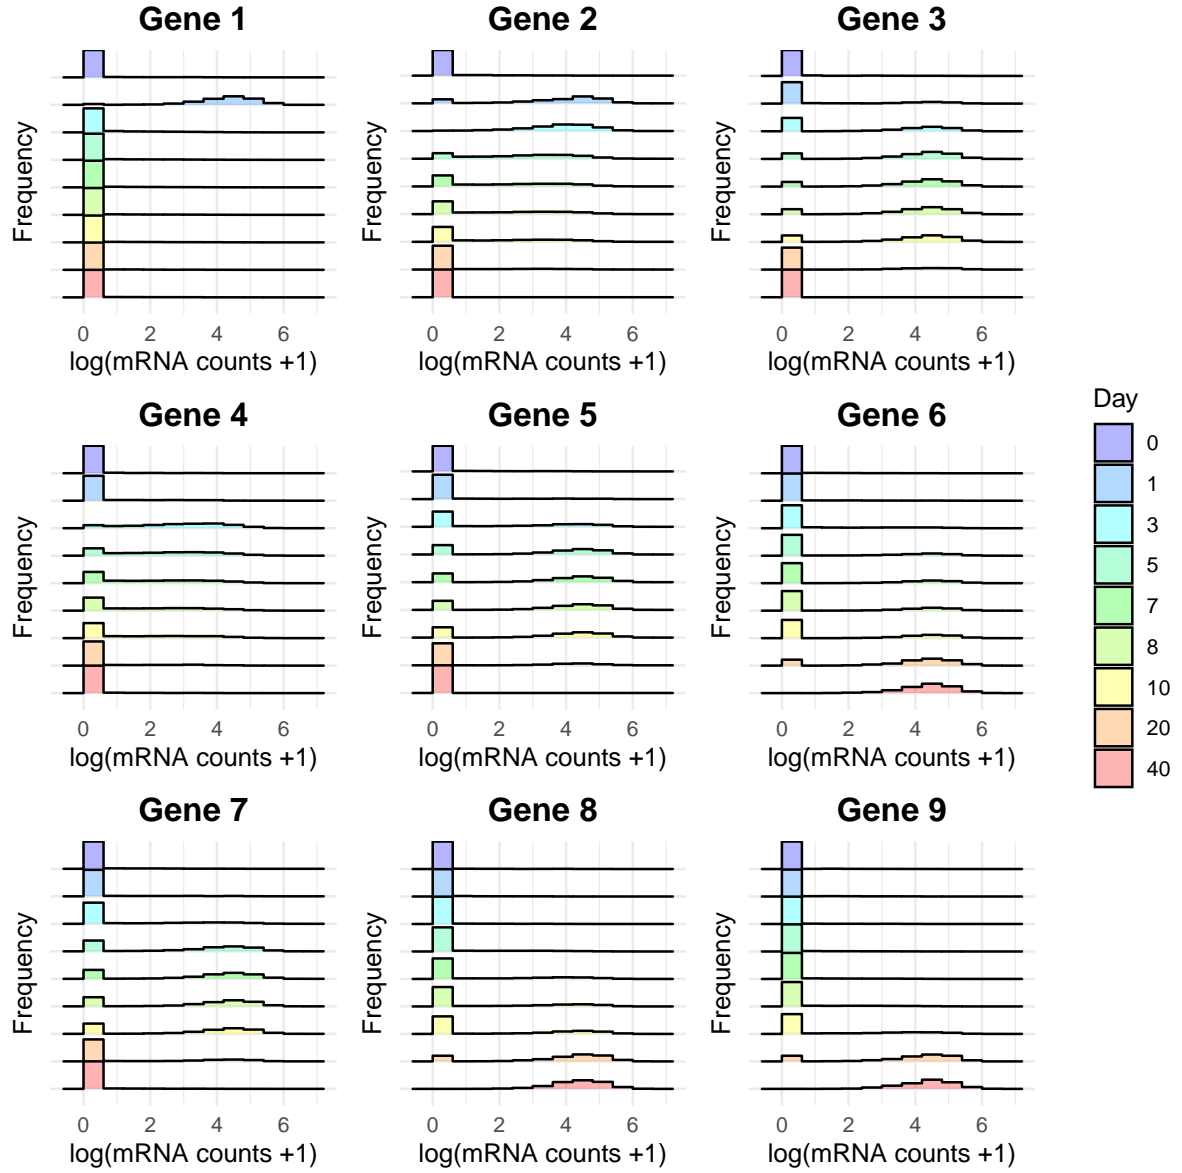 Gene 1 Gene 2 Gene 3
Frequency Frequency Frequency
0 2 4 6 0 2 4 6 0 2 4 6
log(mRNA counts +1) log(mRNA counts +1) log(mRNA counts +1)
Gene 4 Gene 5 Gene 6
Frequency Frequency Frequency
0 2 4 6 0 2 4 6 0 2 4 6
log(mRNA counts +1) log(mRNA counts +1) log(mRNA counts +1)
Gene 7 Gene 8 Gene 9
Frequency Frequency Frequency
0 2 4 6 0 2 4 6 0 2 4 6
log(mRNA counts +1) log(mRNA counts +1) log(mRNA counts +1)
Day
0
1
3
5
7
8
10
20
40